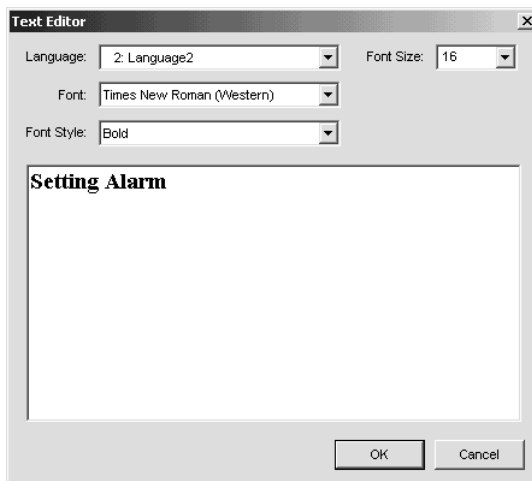 Text Editor
Language: 2: Language2 Font Size: 16
Font: Times New Roman (Western)
Font Style: Bold
Setting Alarm
OK Cancel